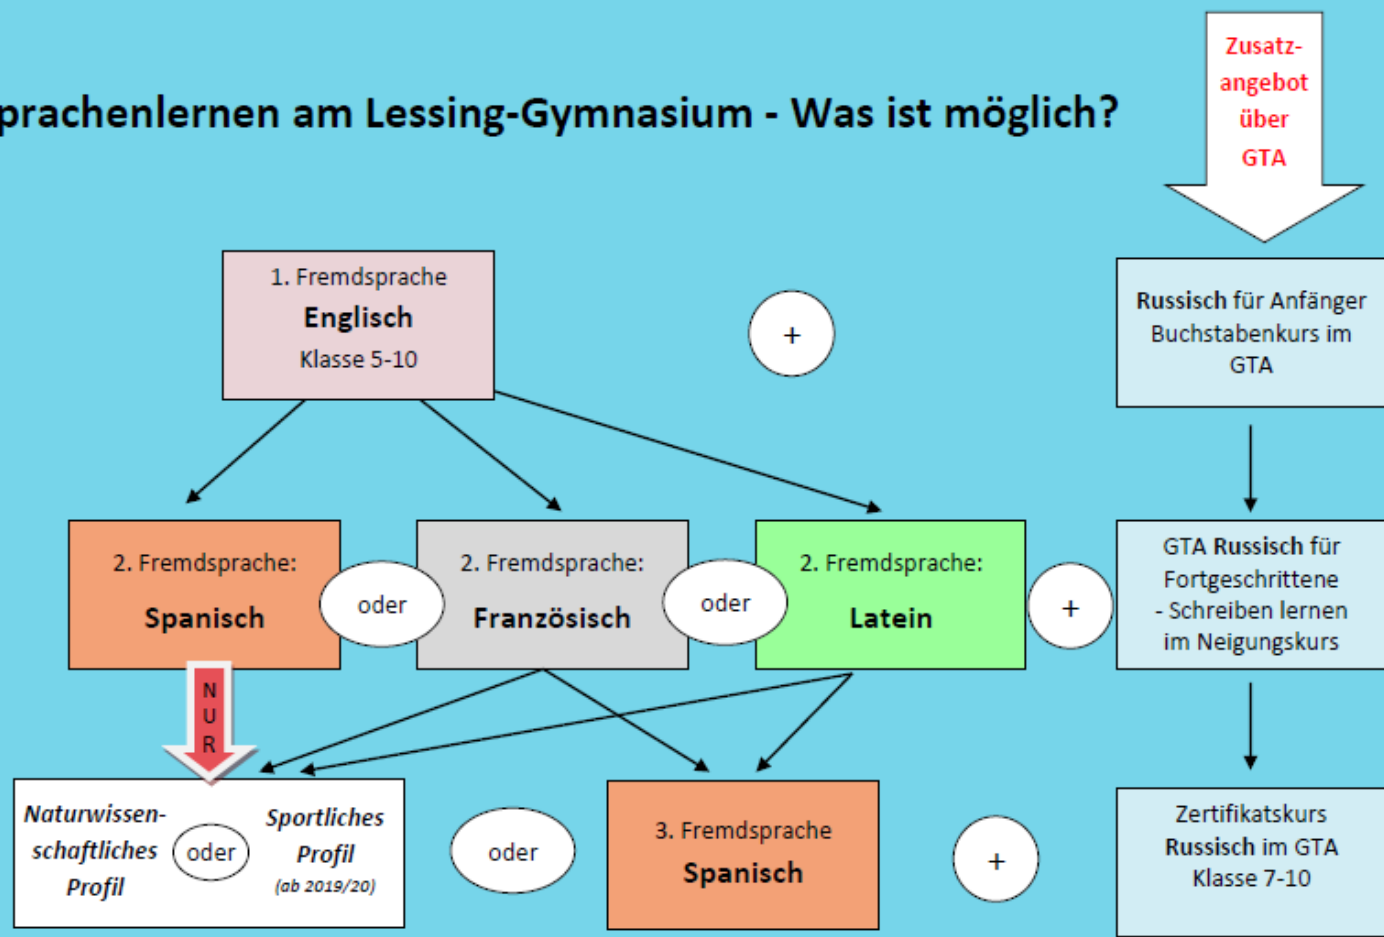 prachenlernen am Lessing-Gymnasium - Was ist möglich?
Zusatz-
angebot
über
GTA
1. Fremdsprache
Englisch
Klasse 5-10
+
Russisch für Anfänger
Buchstabenkurs im
GTA
2. Fremdsprache:
Spanisch
oder
2. Fremdsprache:
Französisch
oder
2. Fremdsprache:
Latein
+
GTA Russisch für
Fortgeschrittene
- Schreiben lernen
im Neigungskurs
N
U
R
Naturwissen-
schaftliches
Profil
oder
Sportliches
Profil
(ab 2019/20)
oder
3. Fremdsprache
Spanisch
+
Zertifikatskurs
Russisch im GTA
Klasse 7-10